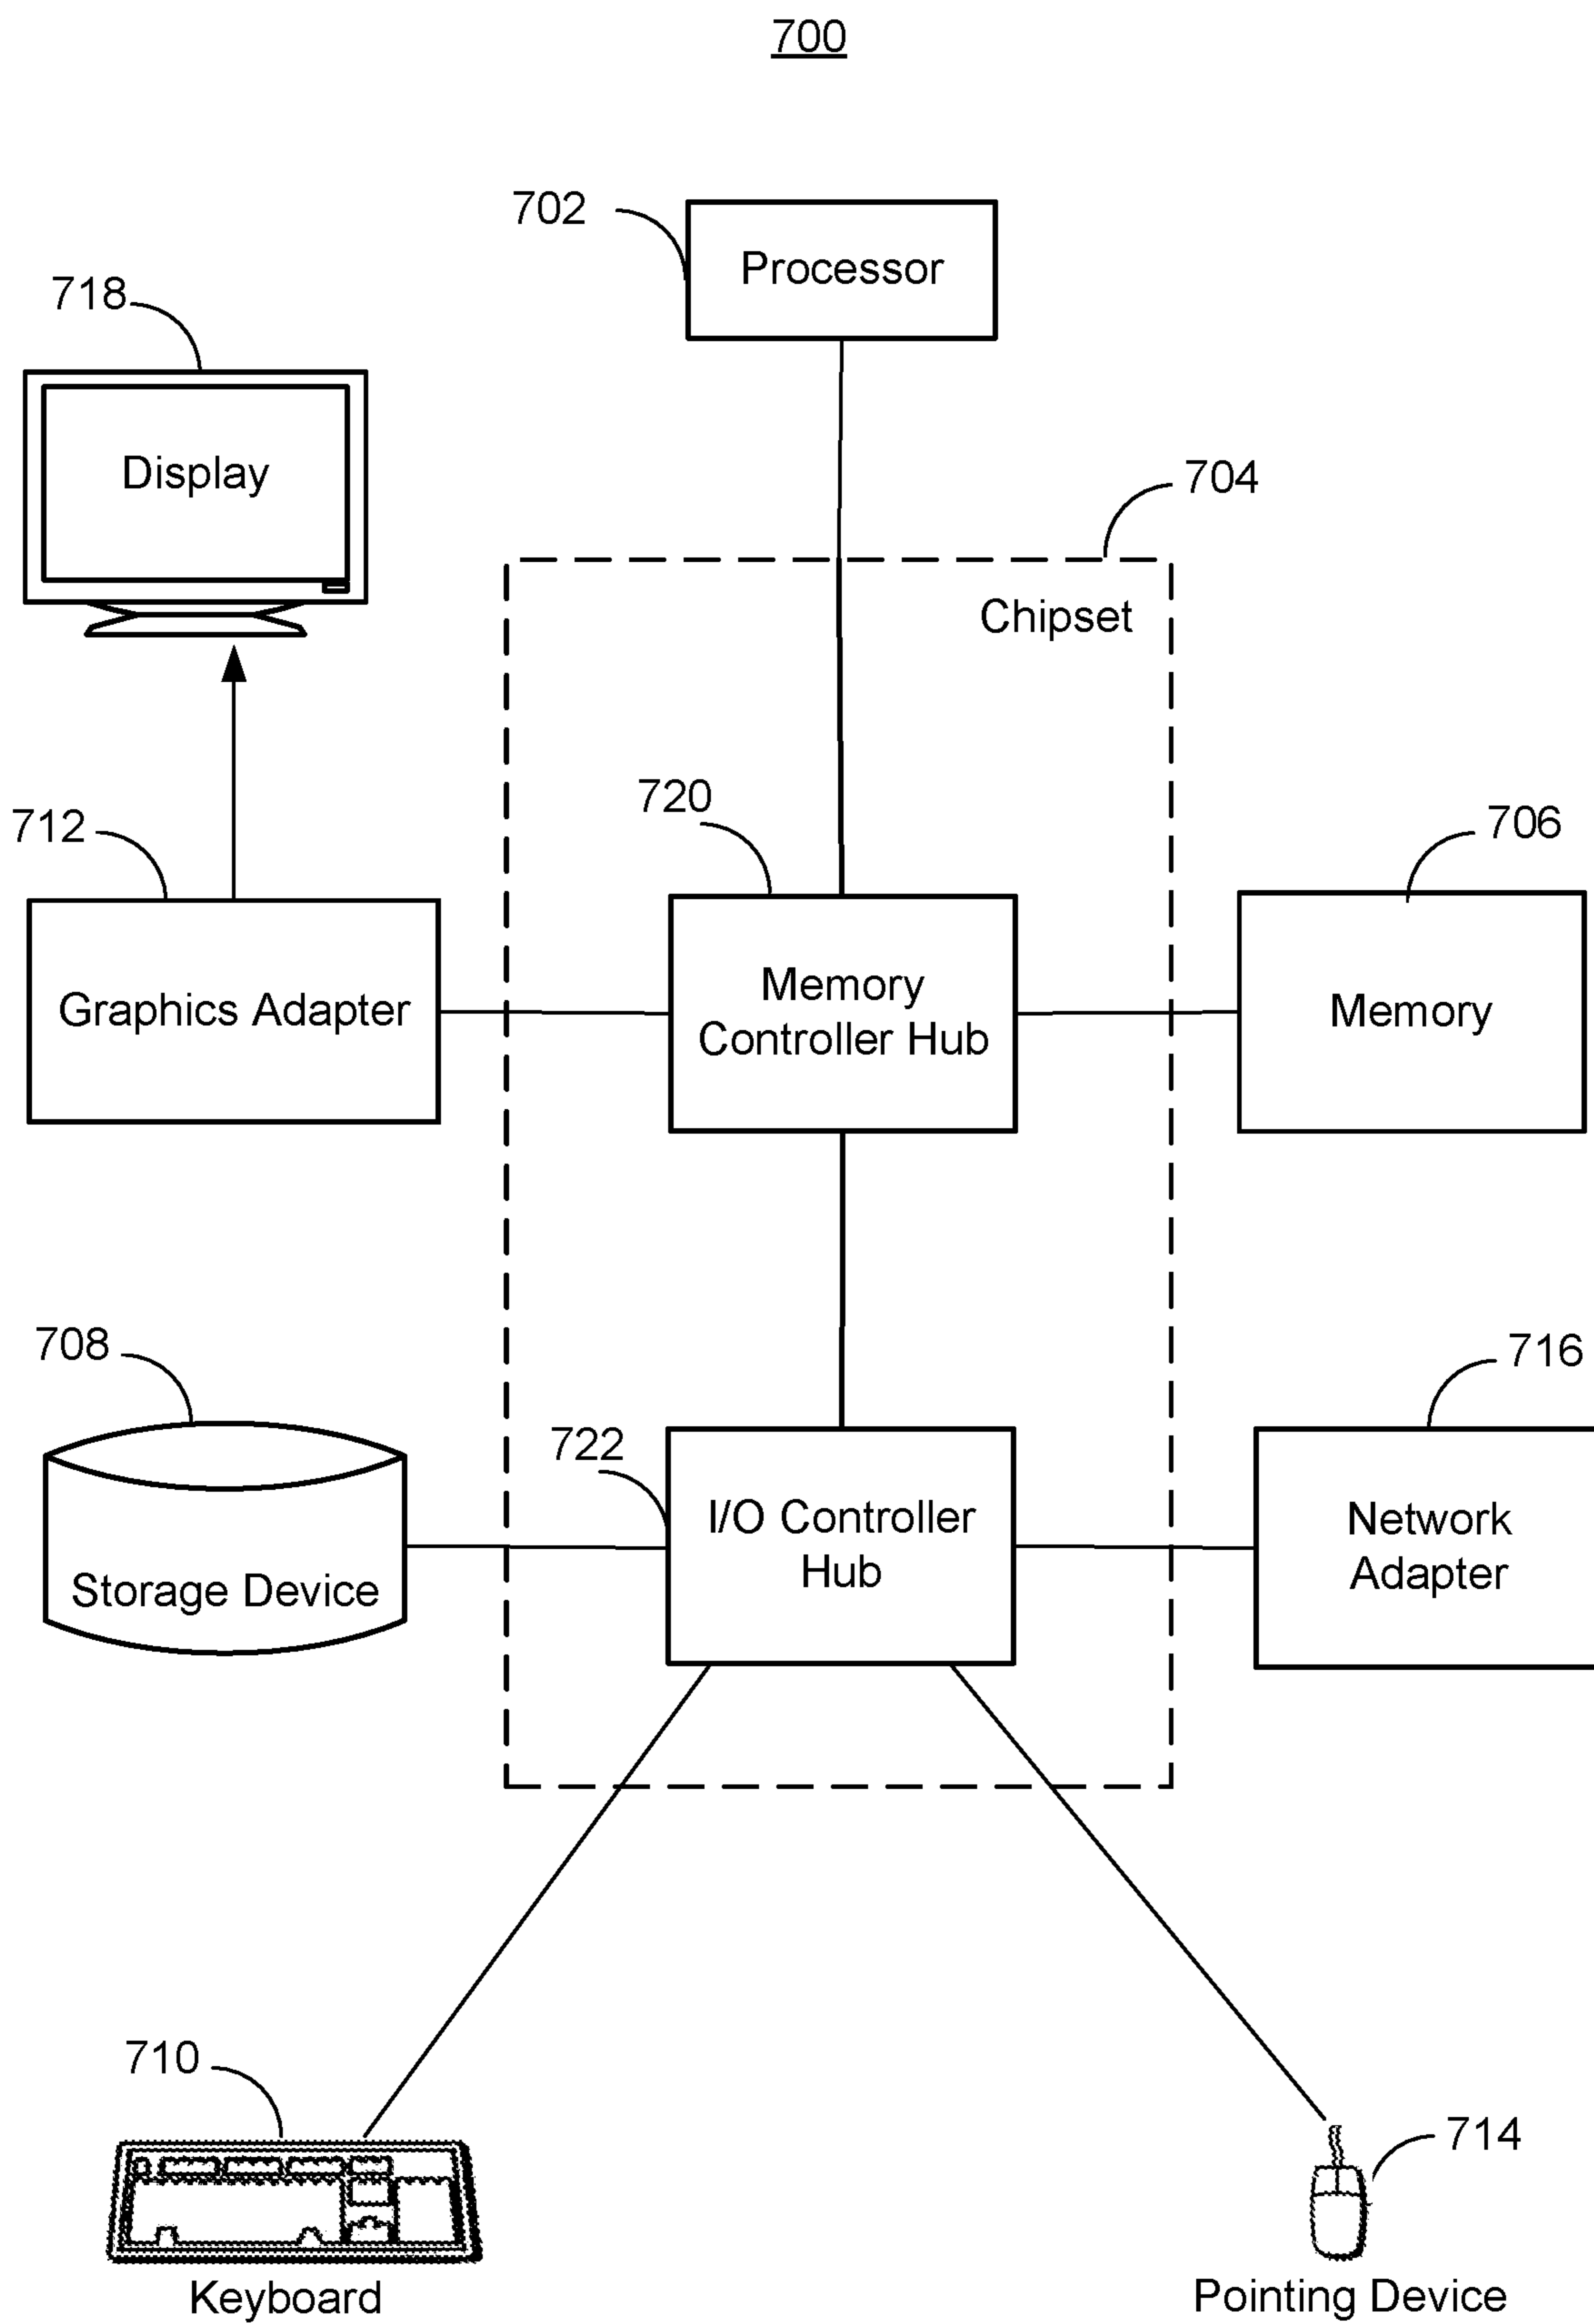 700
702
Processor
718
Display
704
Chipset
720
712
706
Graphics Adapter
Memory
Controller Hub
Memory
708
716
722
Storage Device
I/O Controller
Hub
Network
Adapter
710
714
Keyboard
Pointing Device